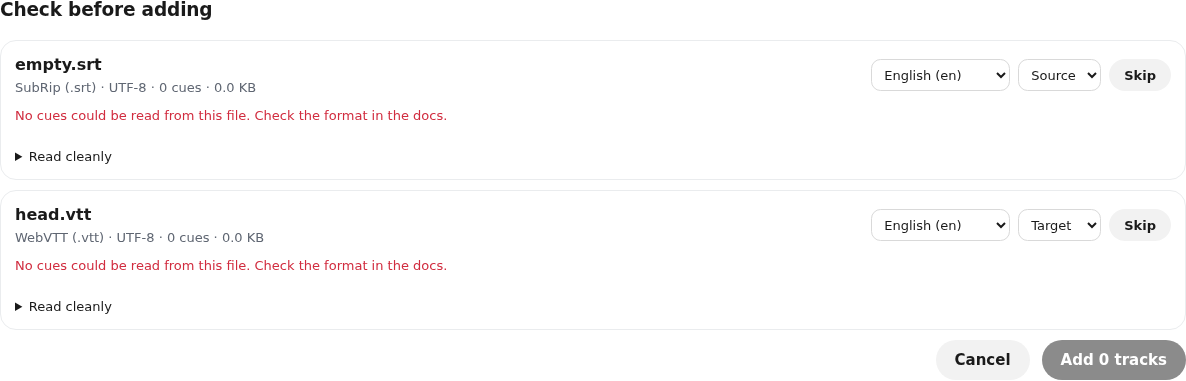 Check before adding
empty.srt
SubRip (.srt) · UTF-8 · 0 cues · 0.0 KB
English (en)
Source
Skip
No cues could be read from this file. Check the format in the docs.
Read cleanly
head.vtt
WebVTT (.vtt) · UTF-8 · 0 cues · 0.0 KB
English (en)
Target
Skip
No cues could be read from this file. Check the format in the docs.
Read cleanly
Cancel
Add 0 tracks